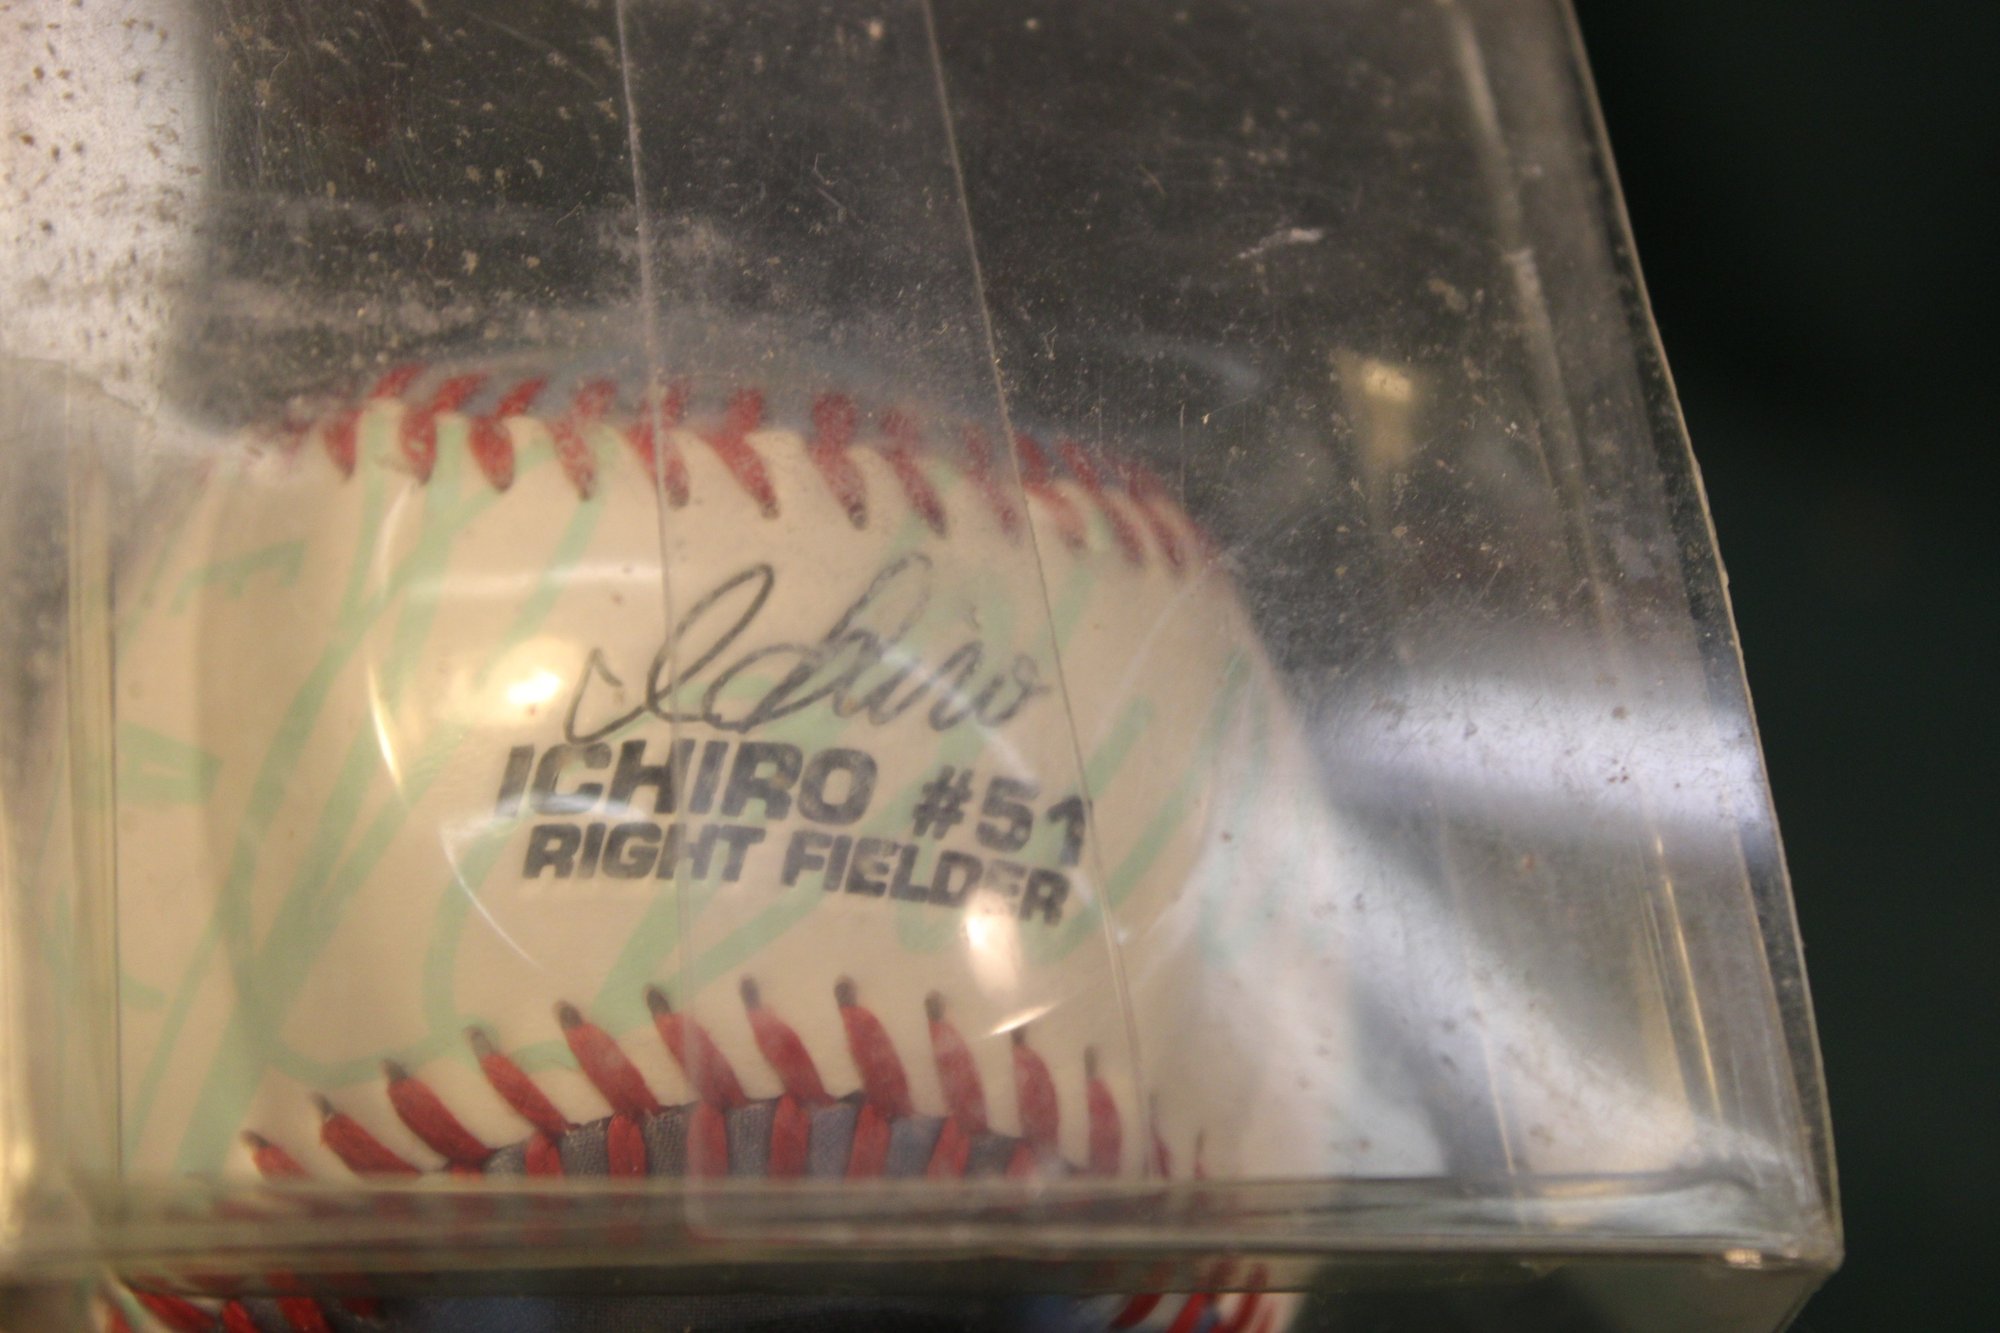 Ichiro
ICHIRO #51
RIGHT FIELDER